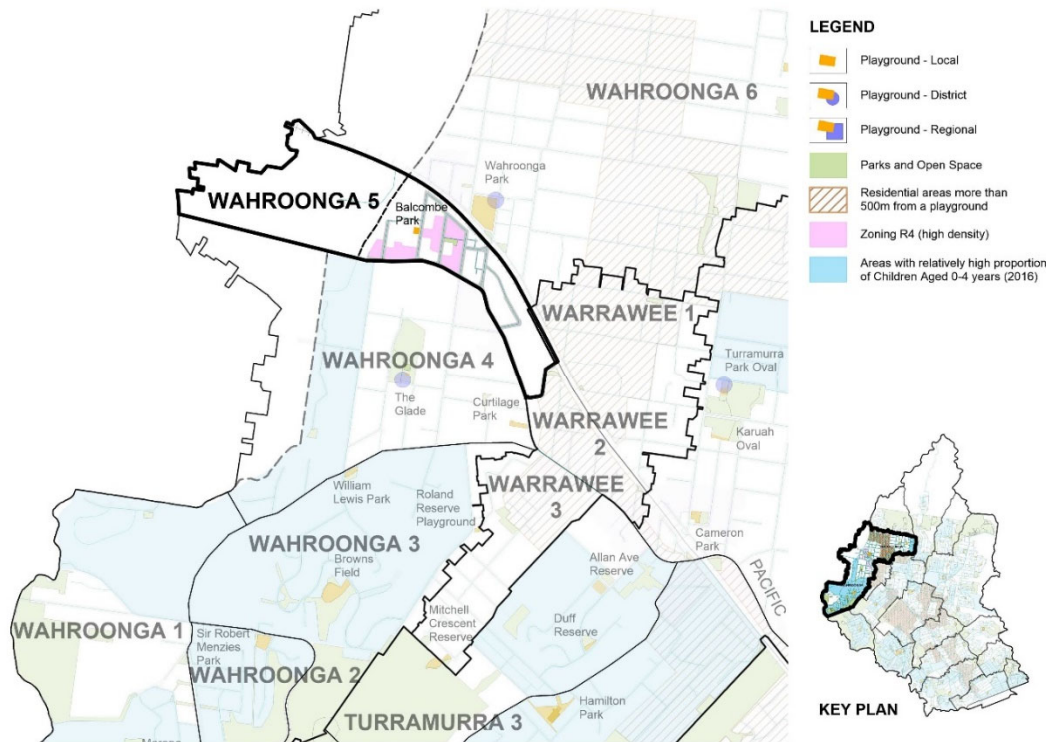 LEGEND
Playground - Local
Playground - District
Playground - Regional
Parks and Open Space
Residential areas more than
500m from a playground
Zoning R4 (high density)
Areas with relatively high proportion
of Children Aged 0-4 years (2016)
WAHROONGA 6
Wahroonga
Park
WAHROONGA 5
Balcombe
Park
WARRAWEE 1
WAHROONGA 4
Turramurra
Park Oval
The
Glade
Curtilage
Park
WARRAWEE
2
Karuah
Oval
WARRAWEE
3
William
Lewis Park
Roland
Reserve
Playground
WAHROONGA 3
Cameron
Park
Browns
Field
Allan Ave
Reserve
PACIFIC
WAHROONGA 1
Sir Robert
Menzies
Park
Mitchell
Crescent
Reserve
Duff
Reserve
WAHROONGA 2
Hamilton
Park
TURRAMURRA 3
KEY PLAN